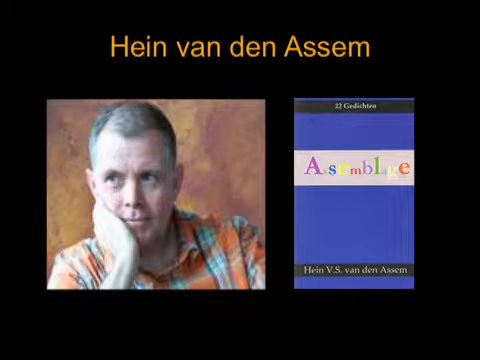 Hein van den Assem
22 Gedichten
Assemblage
Hein V.S. van den Assem